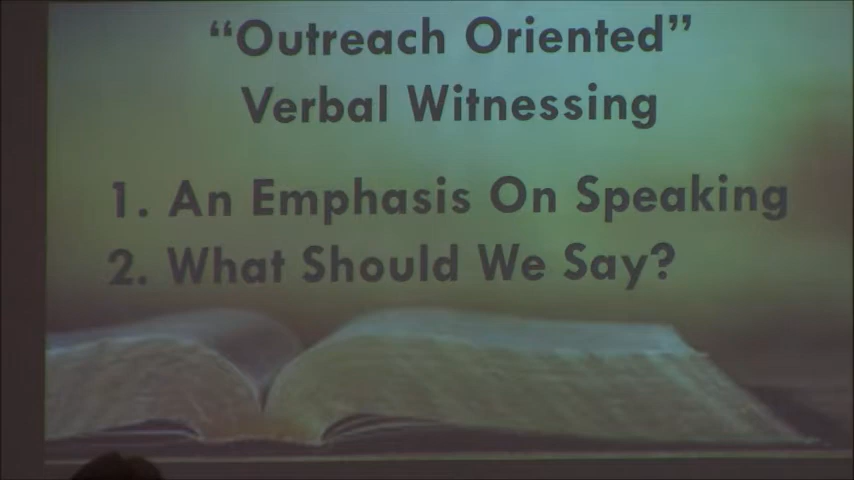 “Outreach Oriented”
Verbal Witnessing
1. An Emphasis On Speaking
2. What Should We Say?